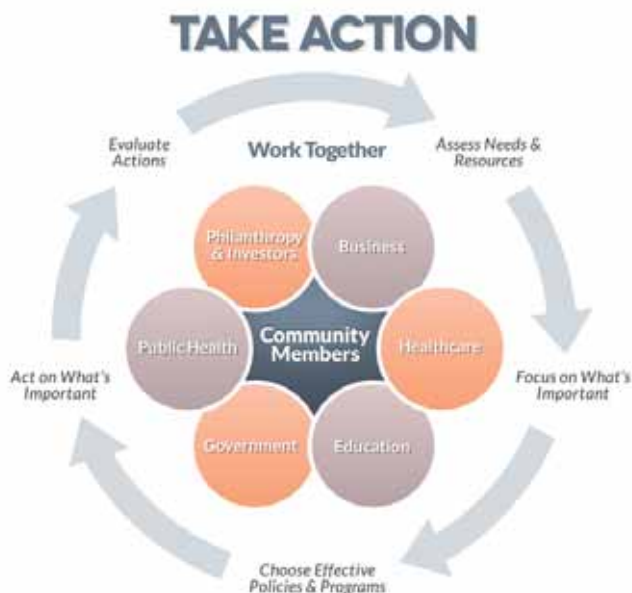 TAKE ACTION
Evaluate
Actions
Work Together
Assess Needs &
Resources
Philanthropy
& Investors
Business
Public Health
Community
Members
Healthcare
Act on What's
Important
Focus on What's
Important
Government
Education
Choose Effective
Policies & Programs